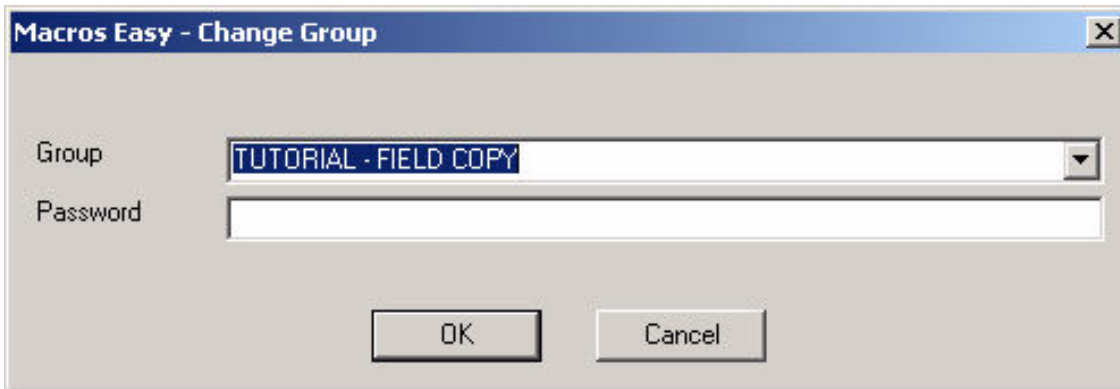 Macros Easy - Change Group
Group
TUTORIAL - FIELD COPY
Password
OK
Cancel